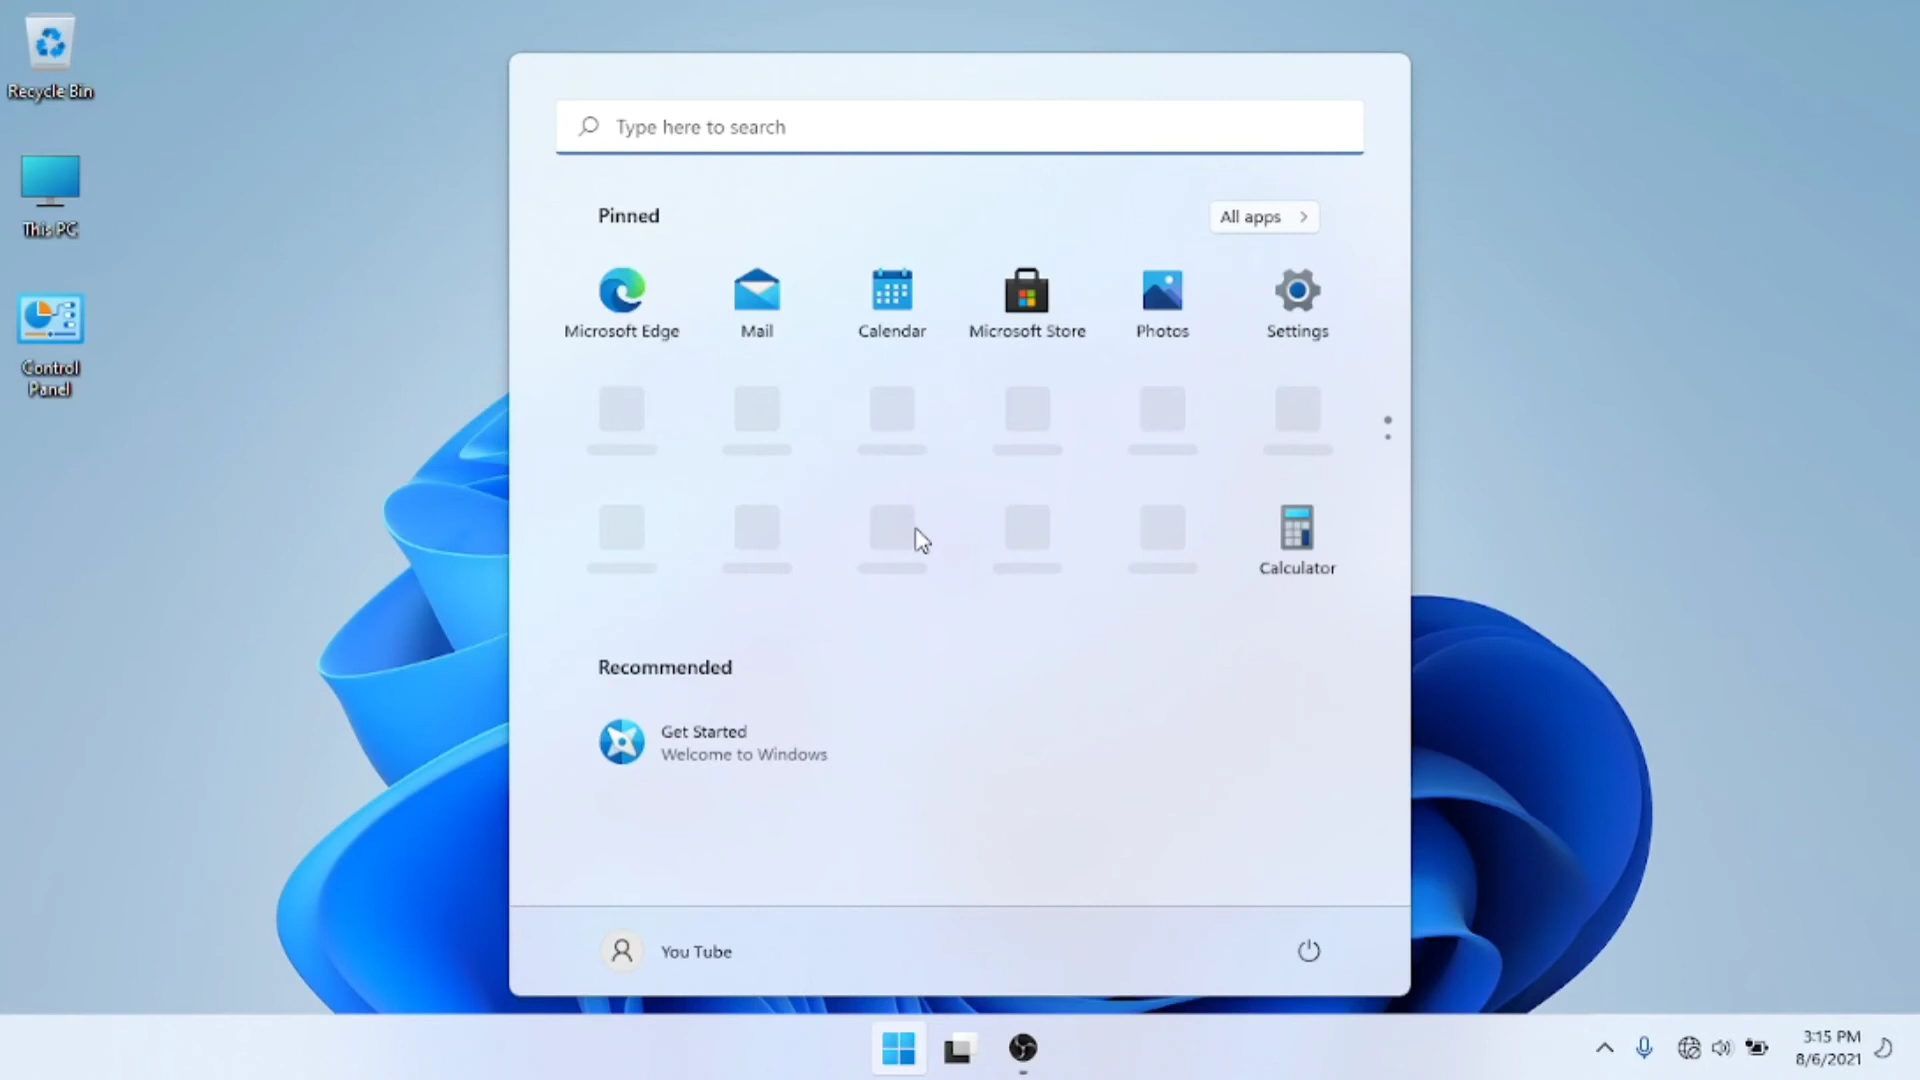 Recycle Bin
This PC
Control
Panel
Type here to search
Pinned
All apps
Microsoft Edge
Mail
Calendar
Microsoft Store
Photos
Settings
Calculator
Recommended
Get Started
Welcome to Windows
You Tube
3:15 PM
8/6/2021